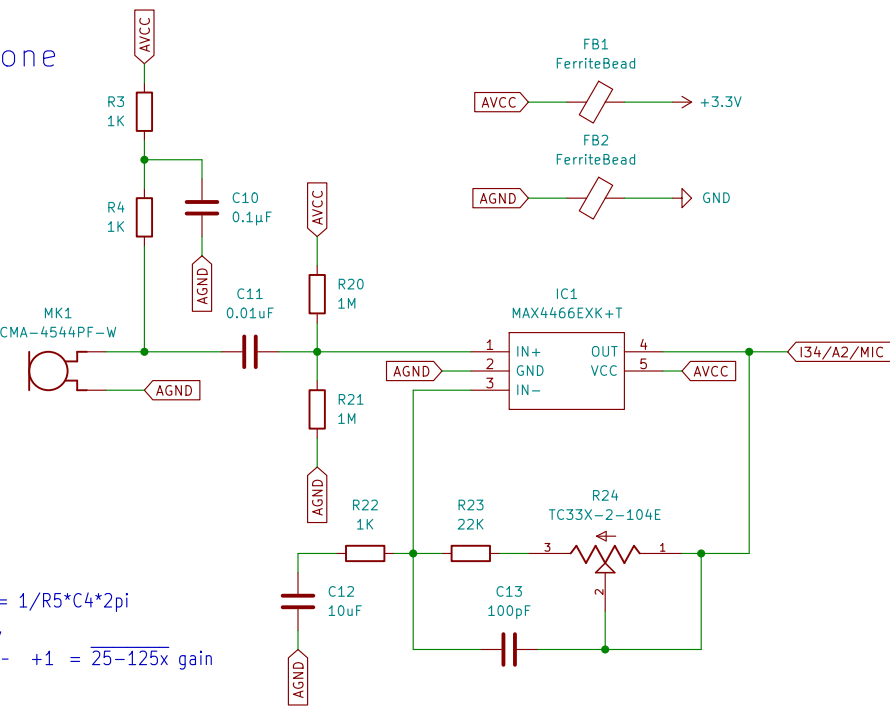 one
AVCC
R3
1K
R4
1K
C10
0.1µF
AGND
FB1
FerriteBead
AVCC
+3.3V
FB2
FerriteBead
AGND
GND
AVCC
R20
1M
C11
0.01uF
MK1
CMA-4544PF-W
AGND
R21
1M
AGND
IC1
MAX4466EXK+T
1 IN+ OUT 4
2 GND VCC 5
3 IN-
AGND
AVCC
I34/A2/MIC
R22
1K
R23
22K
R24
TC33X-2-104E
3
1
2
C12
10uF
C13
100pF
AGND
= 1/R5*C4*2pi
- +1 = 25-125x gain